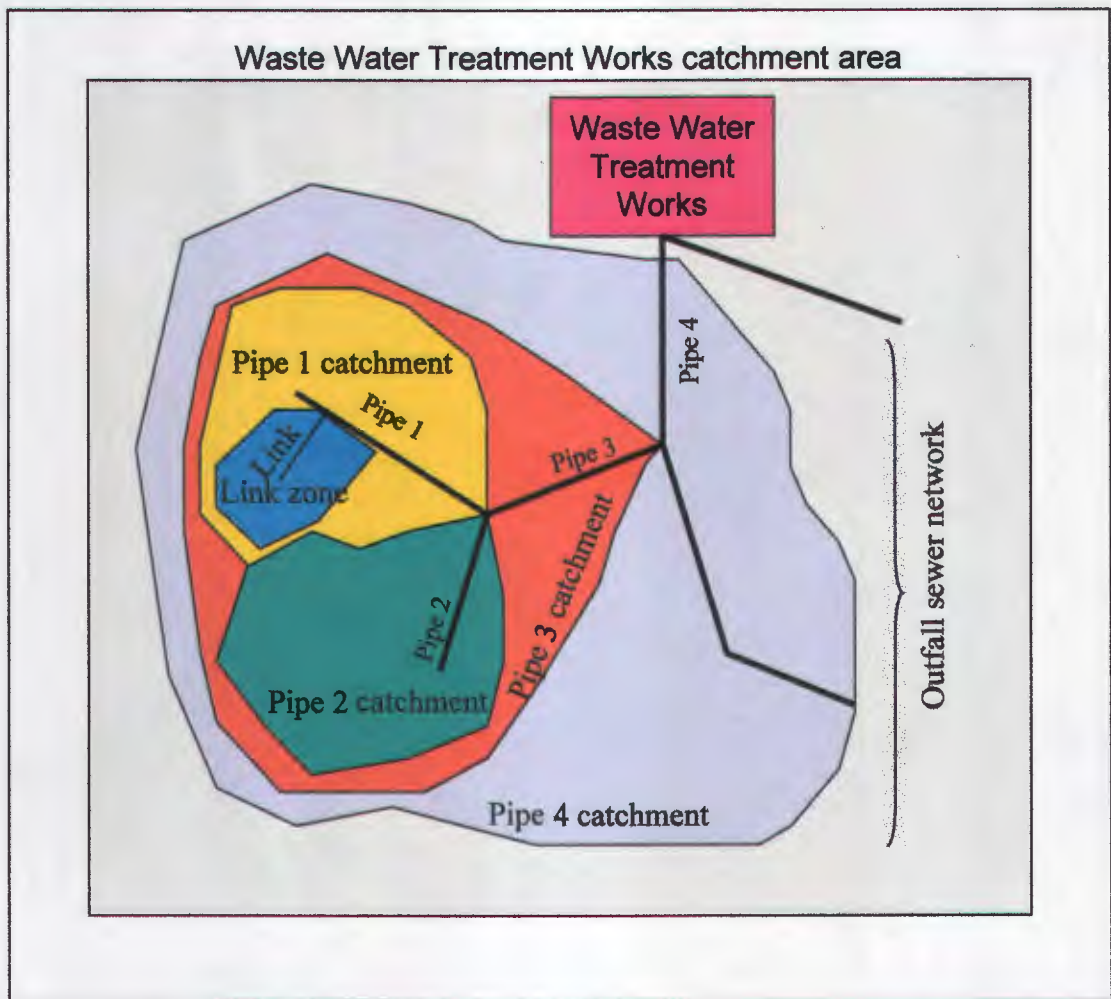 Waste Water Treatment Works catchment area
Waste Water
Treatment
Works
Pipe 4
Pipe 1 catchment
Pipe 1
Link
Link zone
Pipe 3
Pipe 2
Pipe 3 catchment
Pipe 2 catchment
Pipe 4 catchment
Outfall sewer network